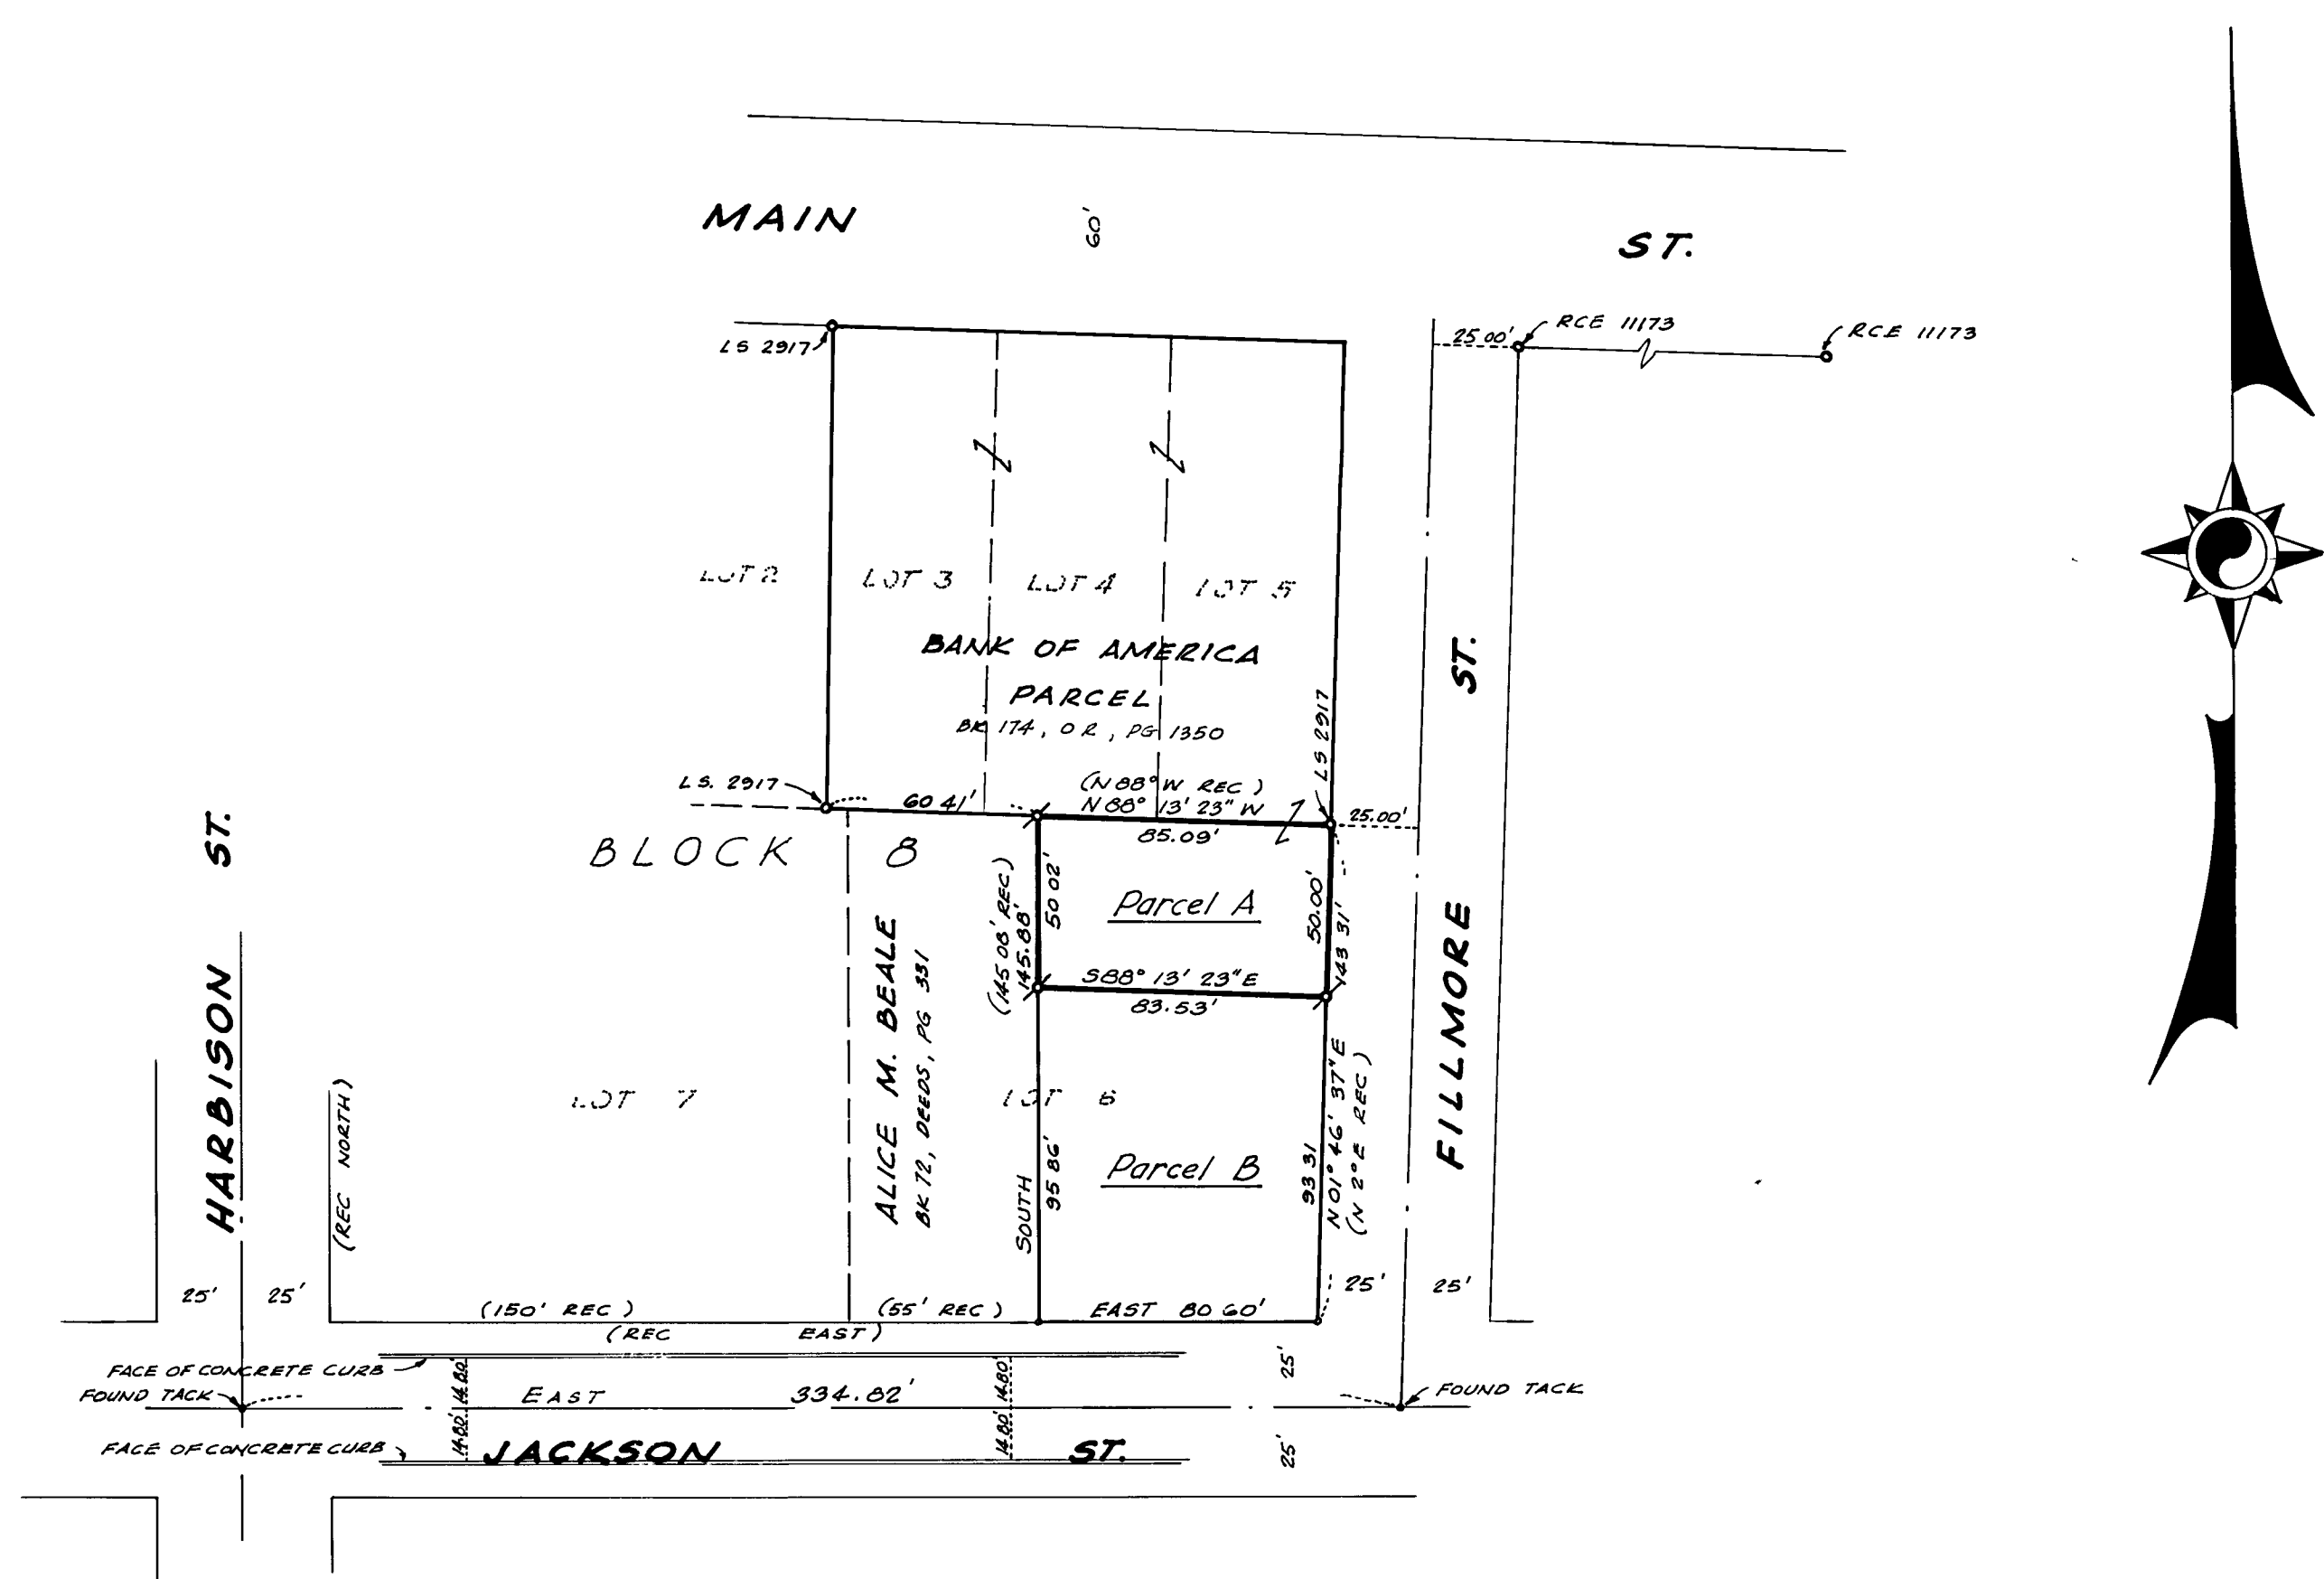 MAIN
60'
ST.
LS 2917
25.00'
RCE 11173
RCE 11173
LOT 2
LOT 3
LOT 4
LOT 5
BANK OF AMERICA
PARCEL
BK 174, OR, PG 1350
LS 2917
ST.
LS. 2917
60 41'
(N 88° W REC)
N 88° 13' 23" W
85.09'
25.00'
BLOCK 8
HARBISON ST.
(145 08' REC)
145.88'
50 02'
Parcel A
50.00'
143 31'
S88° 13' 23" E
83.53'
FILLMORE
ALICE M. BEALE
BK 72, DEEDS, PG 331
LOT 7
LOT 6
(REC NORTH)
SOUTH
95 86'
Parcel B
93 31
N 01° 46' 37" E
(N 2° E REC)
25'
25'
25'
25'
(150' REC)
(55' REC)
EAST 80 60'
(REC EAST)
FACE OF CONCRETE CURB
14.80'
14.80'
25'
FOUND TACK
EAST 334.82'
FOUND TACK
FACE OF CONCRETE CURB
14.80'
14.80'
25'
JACKSON ST.